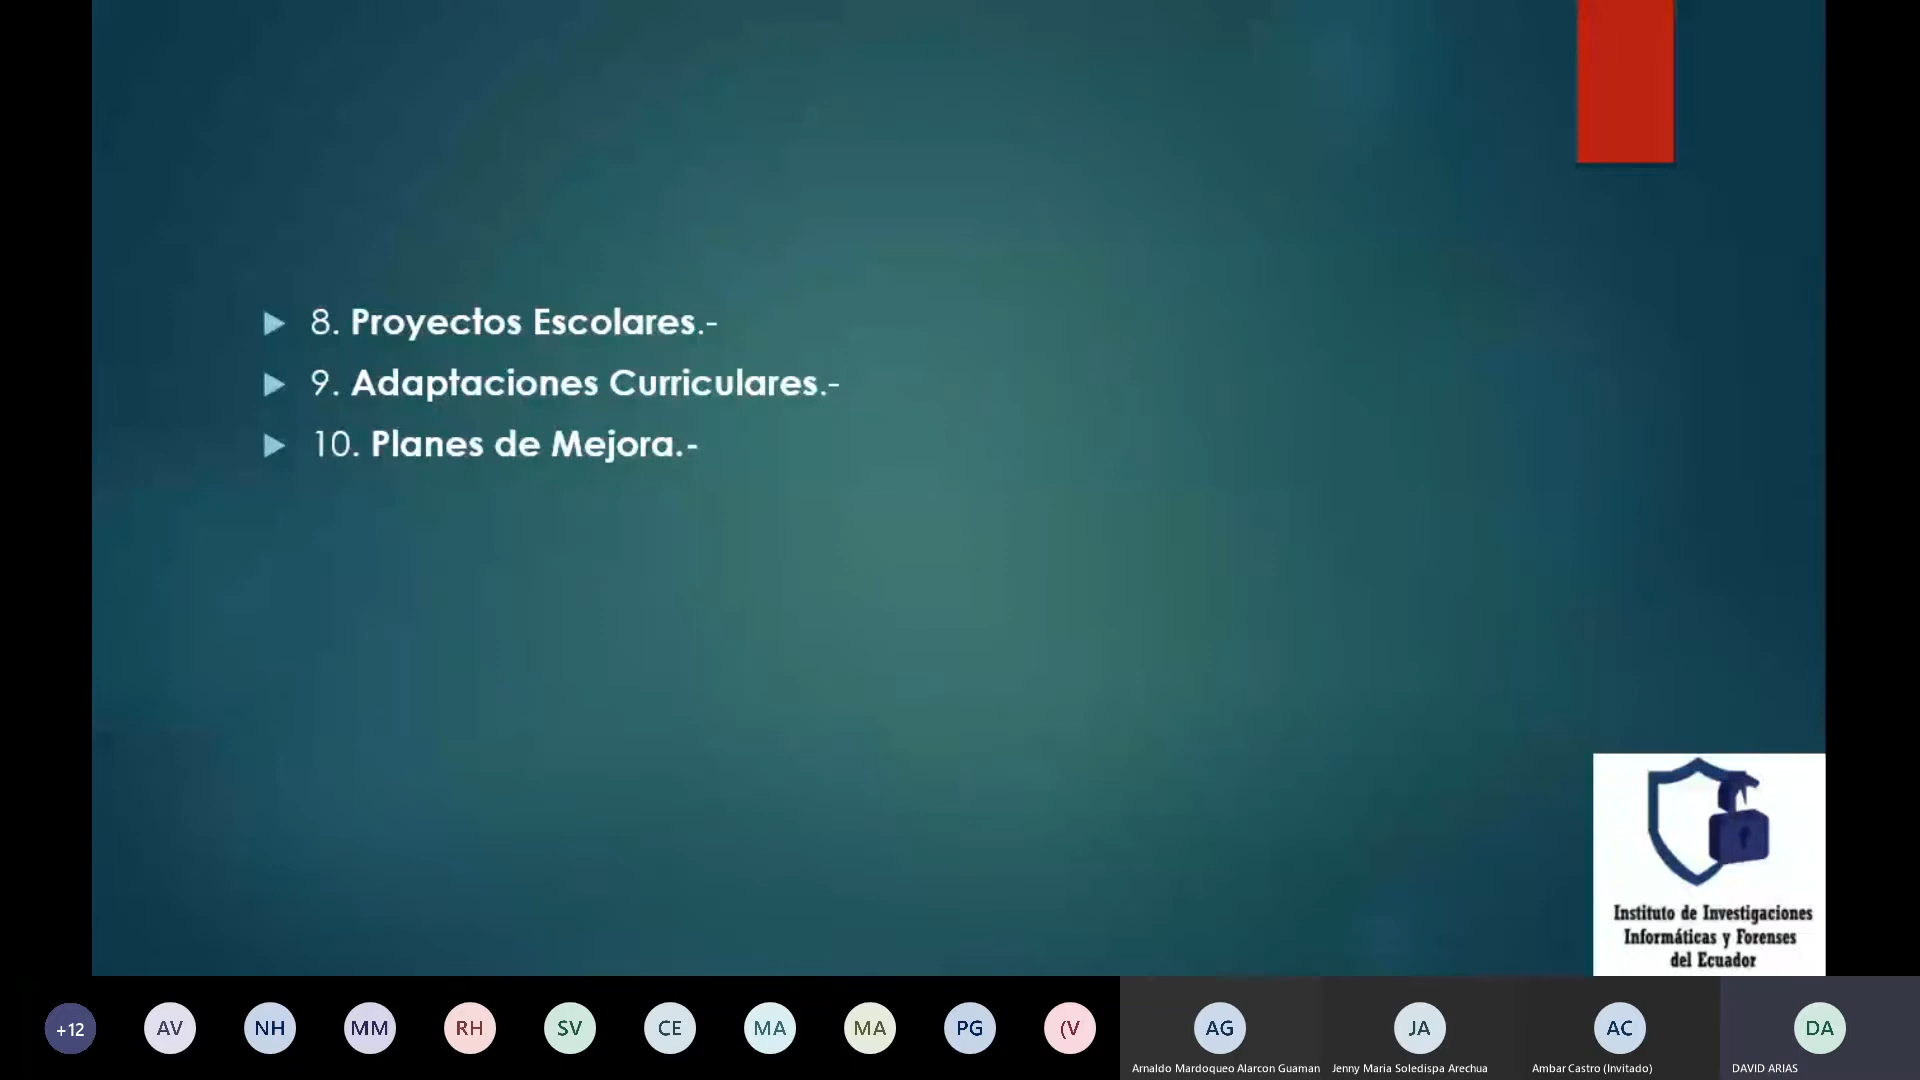 8. Proyectos Escolares.-
9. Adaptaciones Curriculares.-
10. Planes de Mejora.-
Instituto de Investigaciones
Informáticas y Forenses
del Ecuador
+12
AV
NH
MM
RH
SV
CE
MA
MA
PG
(V
AG
JA
AC
DA
Arnaldo Mardoqueo Alarcon Guaman
Jenny Maria Soledispa Arechua
Ambar Castro (Invitado)
DAVID ARIAS